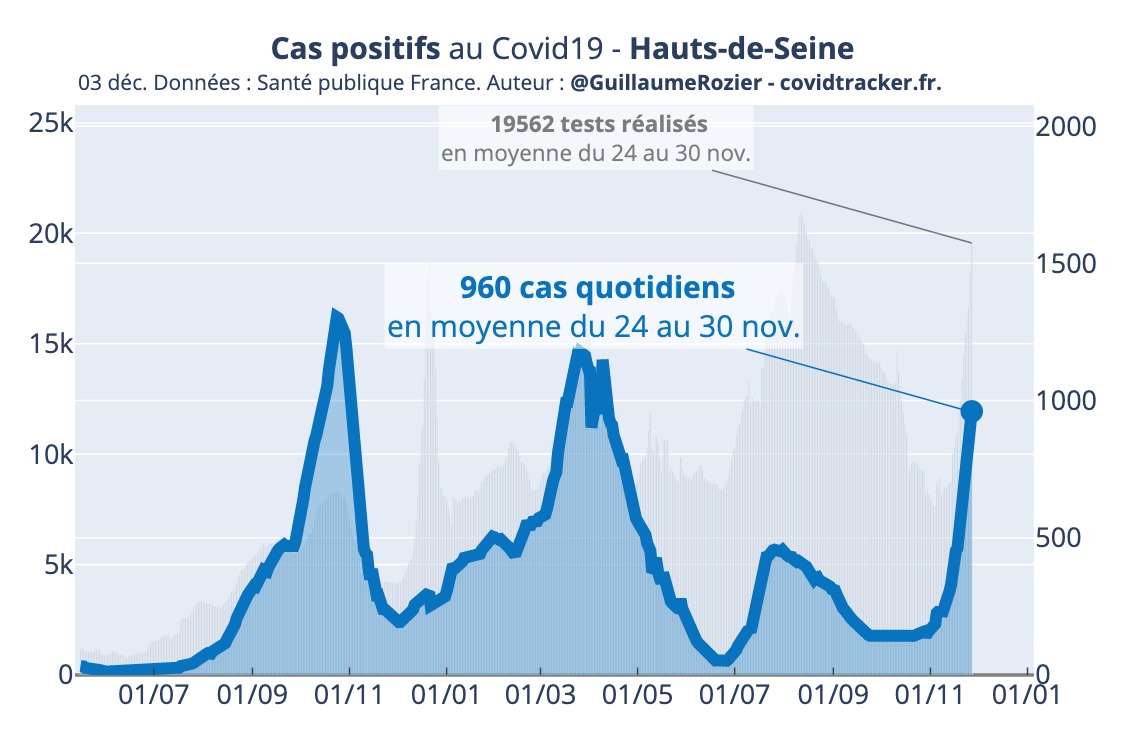 Cas positifs au Covid19 - Hauts-de-Seine
03 déc. Données : Santé publique France. Auteur : @GuillaumeRozier - covidtracker.fr.
25k
2000
19562 tests réalisés
en moyenne du 24 au 30 nov.
20k
1500
960 cas quotidiens
en moyenne du 24 au 30 nov.
15k
1000
10k
500
5k
0
0
01/07 01/09 01/11 01/01 01/03 01/05 01/07 01/09 01/11 01/01